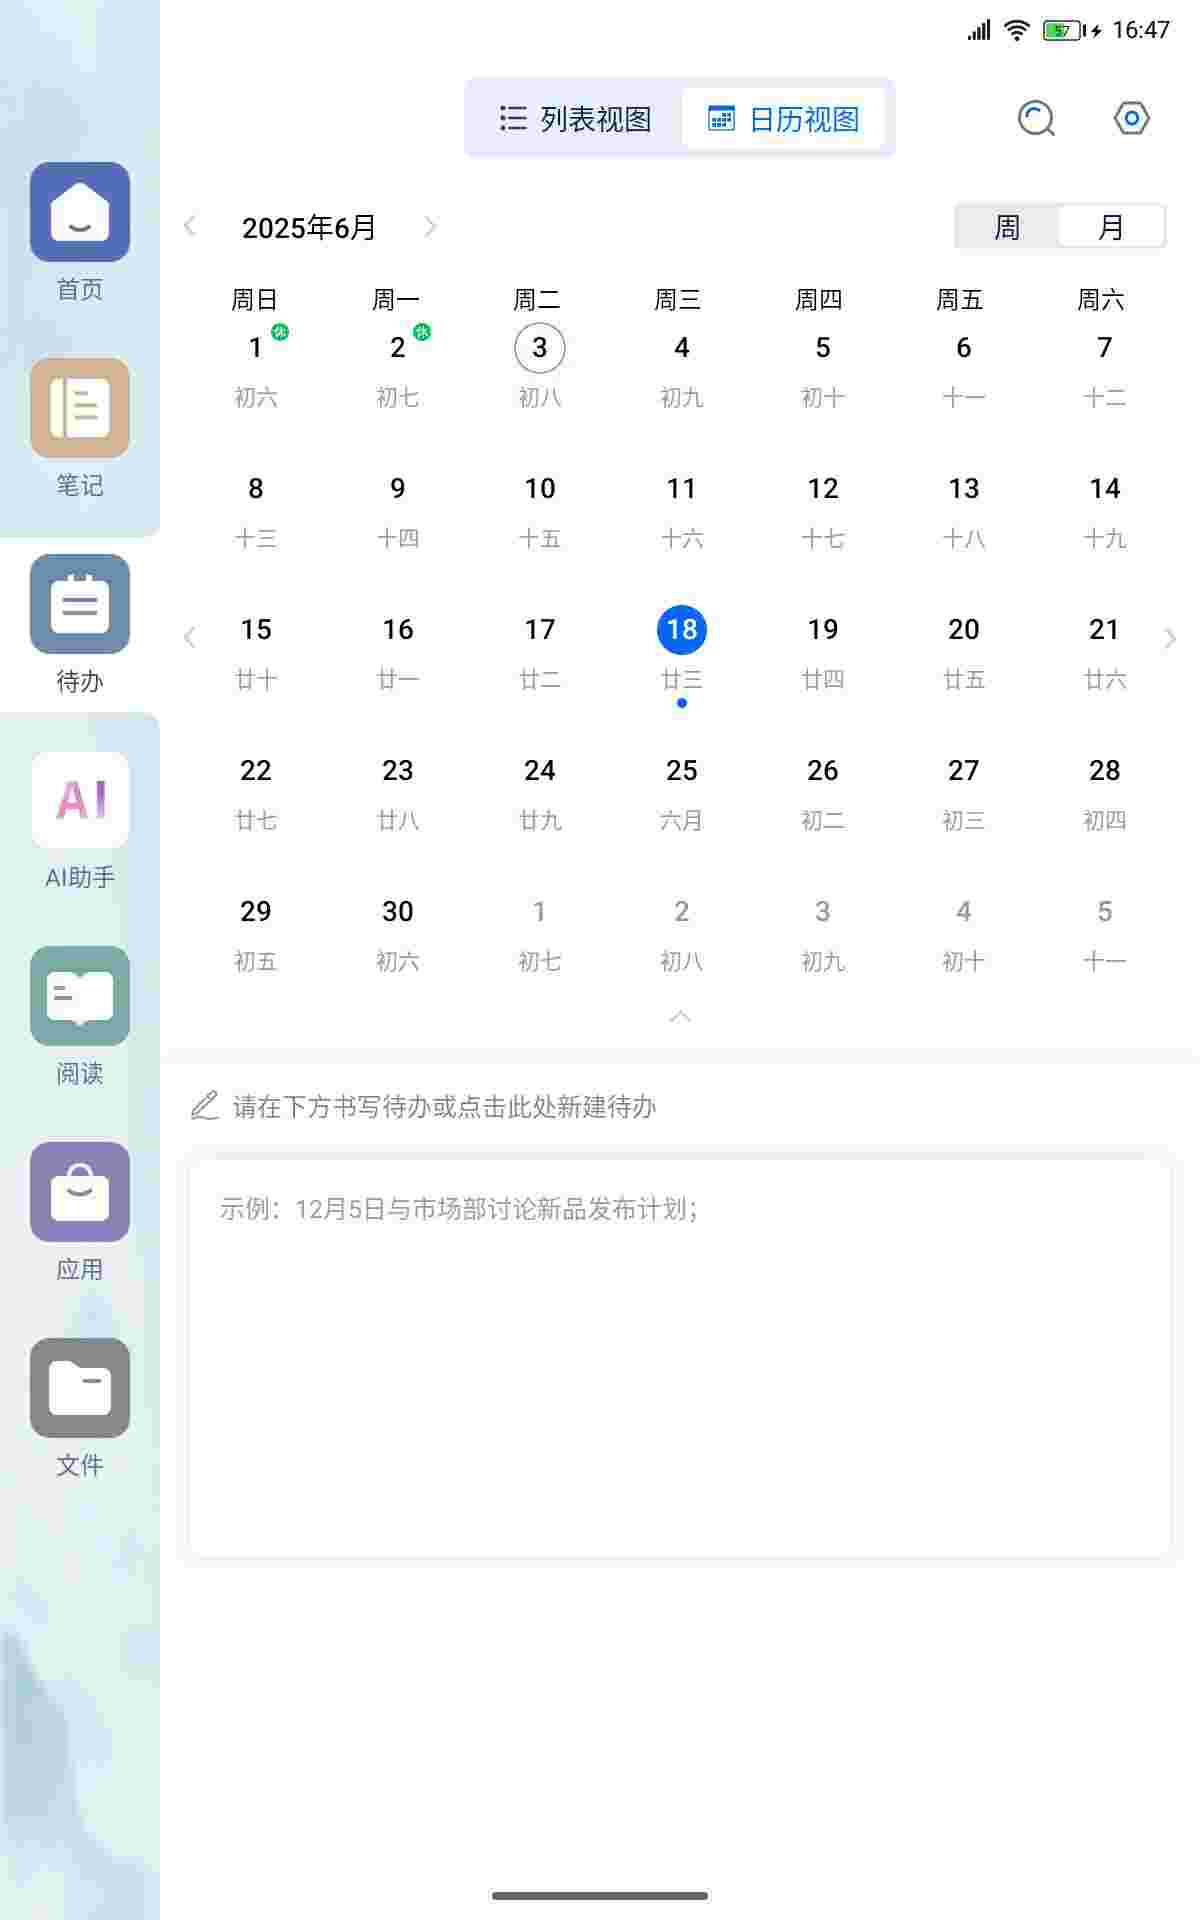 57 16:47
列表视图 日历视图
2025年6月 周 月
周日 周一 周二 周三 周四 周五 周六
1 休 2 休 3 4 5 6 7
初六 初七 初八 初九 初十 十一 十二
8 9 10 11 12 13 14
十三 十四 十五 十六 十七 十八 十九
15 16 17 18 19 20 21
廿十 廿一 廿二 廿三 廿四 廿五 廿六
22 23 24 25 26 27 28
廿七 廿八 廿九 六月 初二 初三 初四
29 30 1 2 3 4 5
初五 初六 初七 初八 初九 初十 十一
请在下方书写待办或点击此处新建待办
示例：12月5日与市场部讨论新品发布计划；
首页
笔记
待办
AI
AI助手
阅读
应用
文件